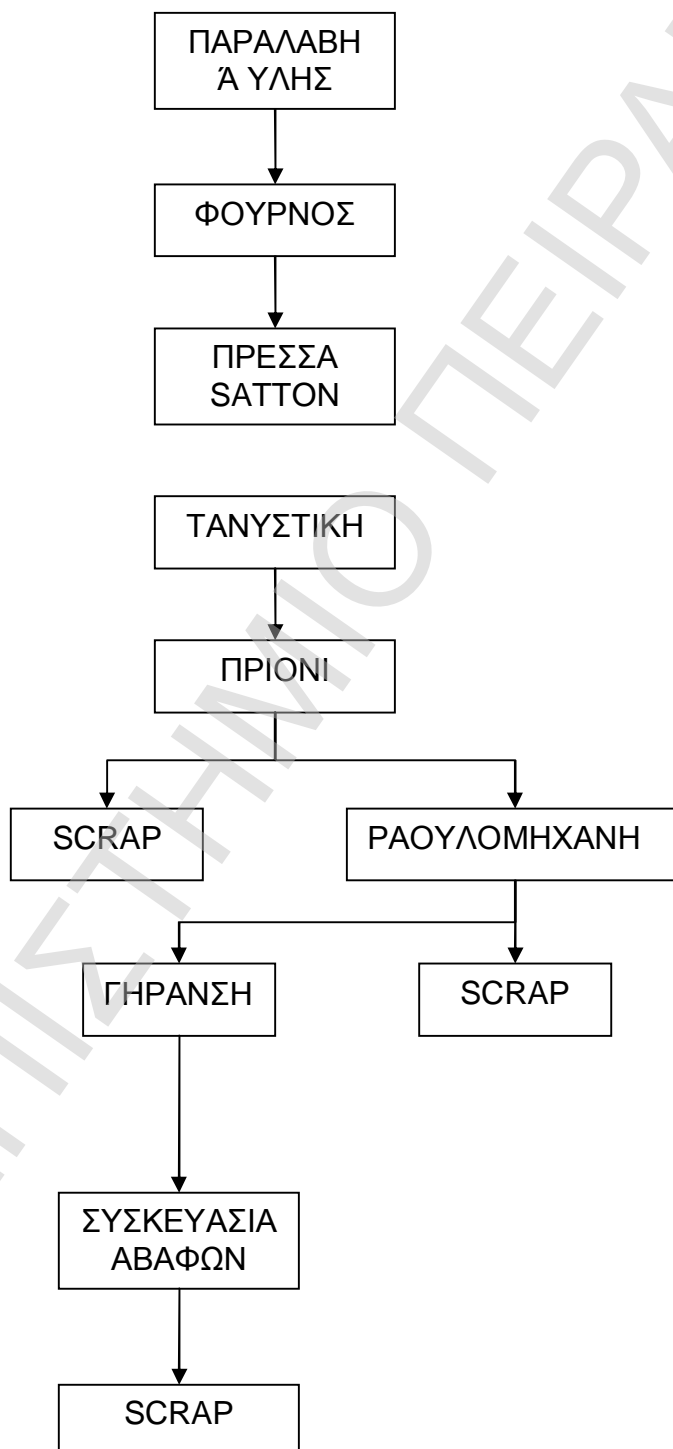 ΠΑΡΑΛΑΒΗ
Ά ΥΛΗΣ
ΦΟΥΡΝΟΣ
ΠΡΕΣΣΑ
SATTON
ΤΑΝΥΣΤΙΚΗ
ΠΡΙΟΝΙ
SCRAP
ΡΑΟΥΛΟΜΗΧΑΝΗ
ΓΗΡΑΝΣΗ
SCRAP
ΣΥΣΚΕΥΑΣΙΑ
ΑΒΑΦΩΝ
SCRAP